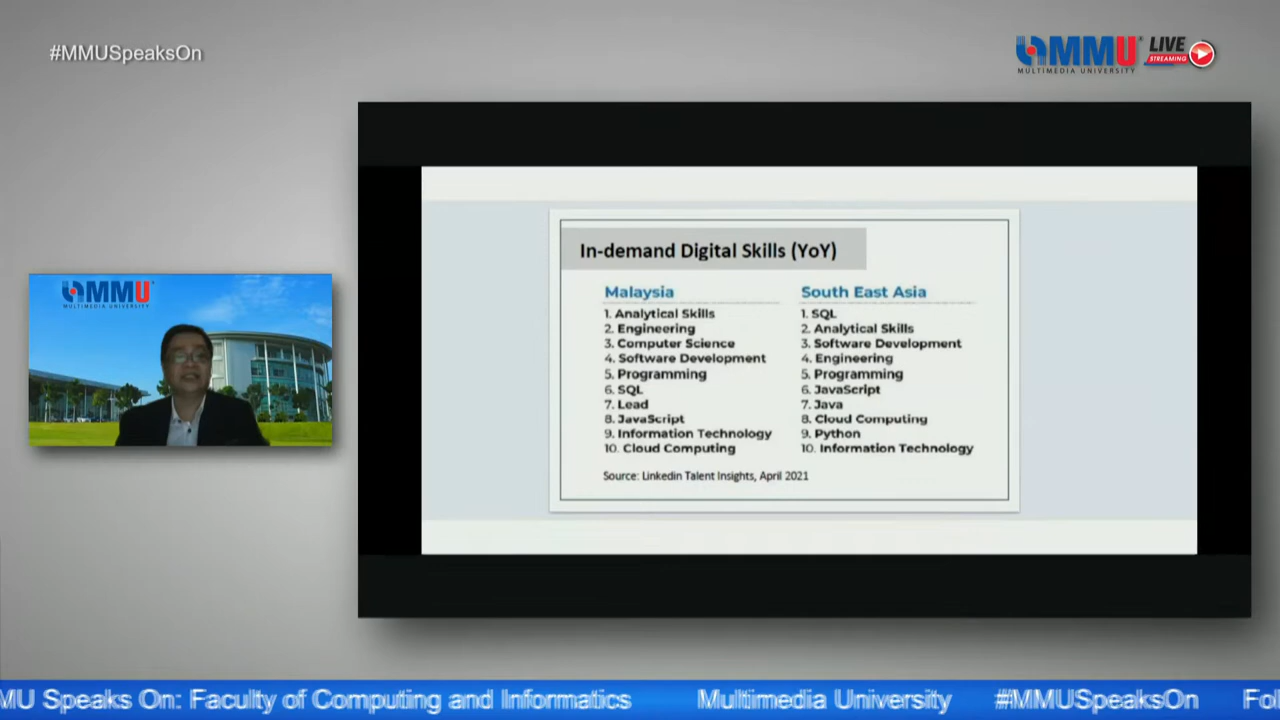 #MMUSpeaksOn
MMU
MULTIMEDIA UNIVERSITY
LIVE
STREAMING
MMU
MULTIMEDIA UNIVERSITY
In-demand Digital Skills (YoY)
Malaysia
1. Analytical Skills
2. Engineering
3. Computer Science
4. Software Development
5. Programming
6. SQL
7. Lead
8. JavaScript
9. Information Technology
10. Cloud Computing
South East Asia
1. SQL
2. Analytical Skills
3. Software Development
4. Engineering
5. Programming
6. JavaScript
7. Java
8. Cloud Computing
9. Python
10. Information Technology
Source: Linkedin Talent Insights, April 2021
MU Speaks On: Faculty of Computing and Informatics Multimedia University #MMUSpeaksOn Fol